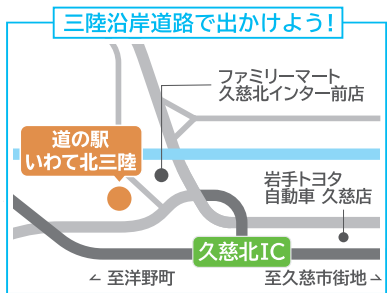 三陸沿岸道路で出かけよう！
ファミリーマート
久慈北インター前店
道の駅
いわて北三陸
岩手トヨタ
自動車 久慈店
久慈北IC
← 至洋野町
至久慈市街地→